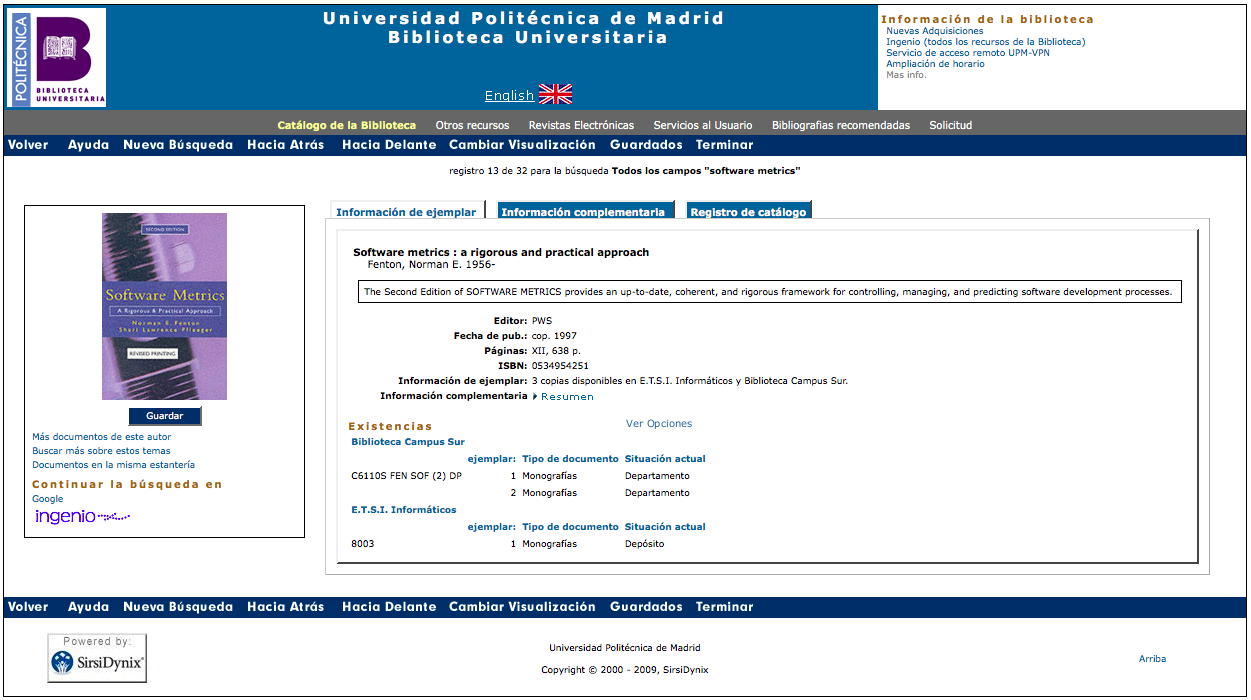 POLITÉCNICA
BIBLIOTECA
UNIVERSITARIA
Universidad Politécnica de Madrid
Biblioteca Universitaria
English
Información de la biblioteca
Nuevas Adquisiciones
Ingenio (todos los recursos de la Biblioteca)
Servicio de acceso remoto UPM-VPN
Ampliación de horario
Mas info.
Catálogo de la Biblioteca Otros recursos Revistas Electrónicas Servicios al Usuario Bibliografias recomendadas Solicitud
Volver Ayuda Nueva Búsqueda Hacia Atrás Hacia Delante Cambiar Visualización Guardados Terminar
registro 13 de 32 para la búsqueda Todos los campos "software metrics"
SECOND EDITION
Software Metrics
A Rigorous & Practical Approach
Norman E. Fenton
Shari Lawrence Pfleeger
REVISED PRINTING
Guardar
Más documentos de este autor
Buscar más sobre estos temas
Documentos en la misma estantería
Continuar la búsqueda en
Google
ingenio
Información de ejemplar Información complementaria Registro de catálogo
Software metrics : a rigorous and practical approach
Fenton, Norman E. 1956-
The Second Edition of SOFTWARE METRICS provides an up-to-date, coherent, and rigorous framework for controlling, managing, and predicting software development processes.
Editor: PWS
Fecha de pub.: cop. 1997
Páginas: XII, 638 p.
ISBN: 0534954251
Información de ejemplar: 3 copias disponibles en E.T.S.I. Informáticos y Biblioteca Campus Sur.
Información complementaria Resumen
Existencias Ver Opciones
Biblioteca Campus Sur
ejemplar: Tipo de documento Situación actual
C6110S FEN SOF (2) DP 1 Monografías Departamento
2 Monografías Departamento
E.T.S.I. Informáticos
ejemplar: Tipo de documento Situación actual
8003 1 Monografías Depósito
Volver Ayuda Nueva Búsqueda Hacia Atrás Hacia Delante Cambiar Visualización Guardados Terminar
Powered by:
SirsiDynix
Universidad Politécnica de Madrid
Copyright © 2000 - 2009, SirsiDynix
Arriba